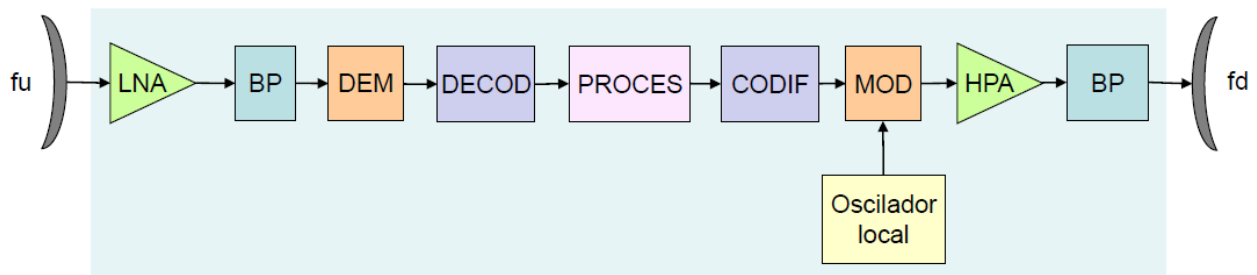 fu
LNA
BP
DEM
DECOD
PROCES
CODIF
MOD
HPA
BP
fd
Oscilador
local